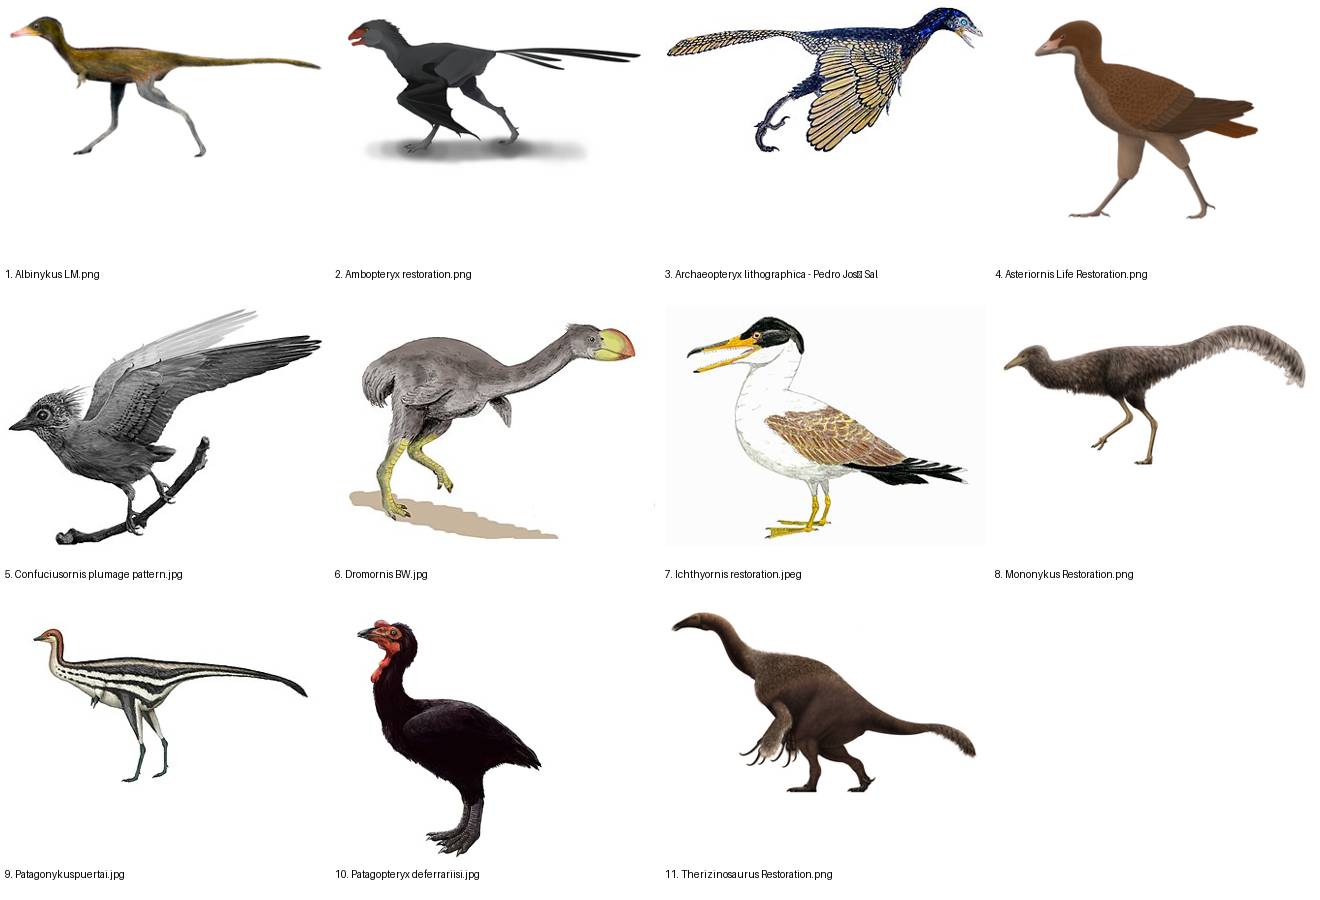 1. Albinykus LM.png
2. Ambopteryx restoration.png
3. Archaeopteryx lithographica - Pedro Jos▯ Sal
4. Asteriornis Life Restoration.png
5. Confuciusornis plumage pattern.jpg
6. Dromornis BW.jpg
7. Ichthyornis restoration.jpeg
8. Mononykus Restoration.png
9. Patagonykuspuertai.jpg
10. Patagopteryx deferrariisi.jpg
11. Therizinosaurus Restoration.png